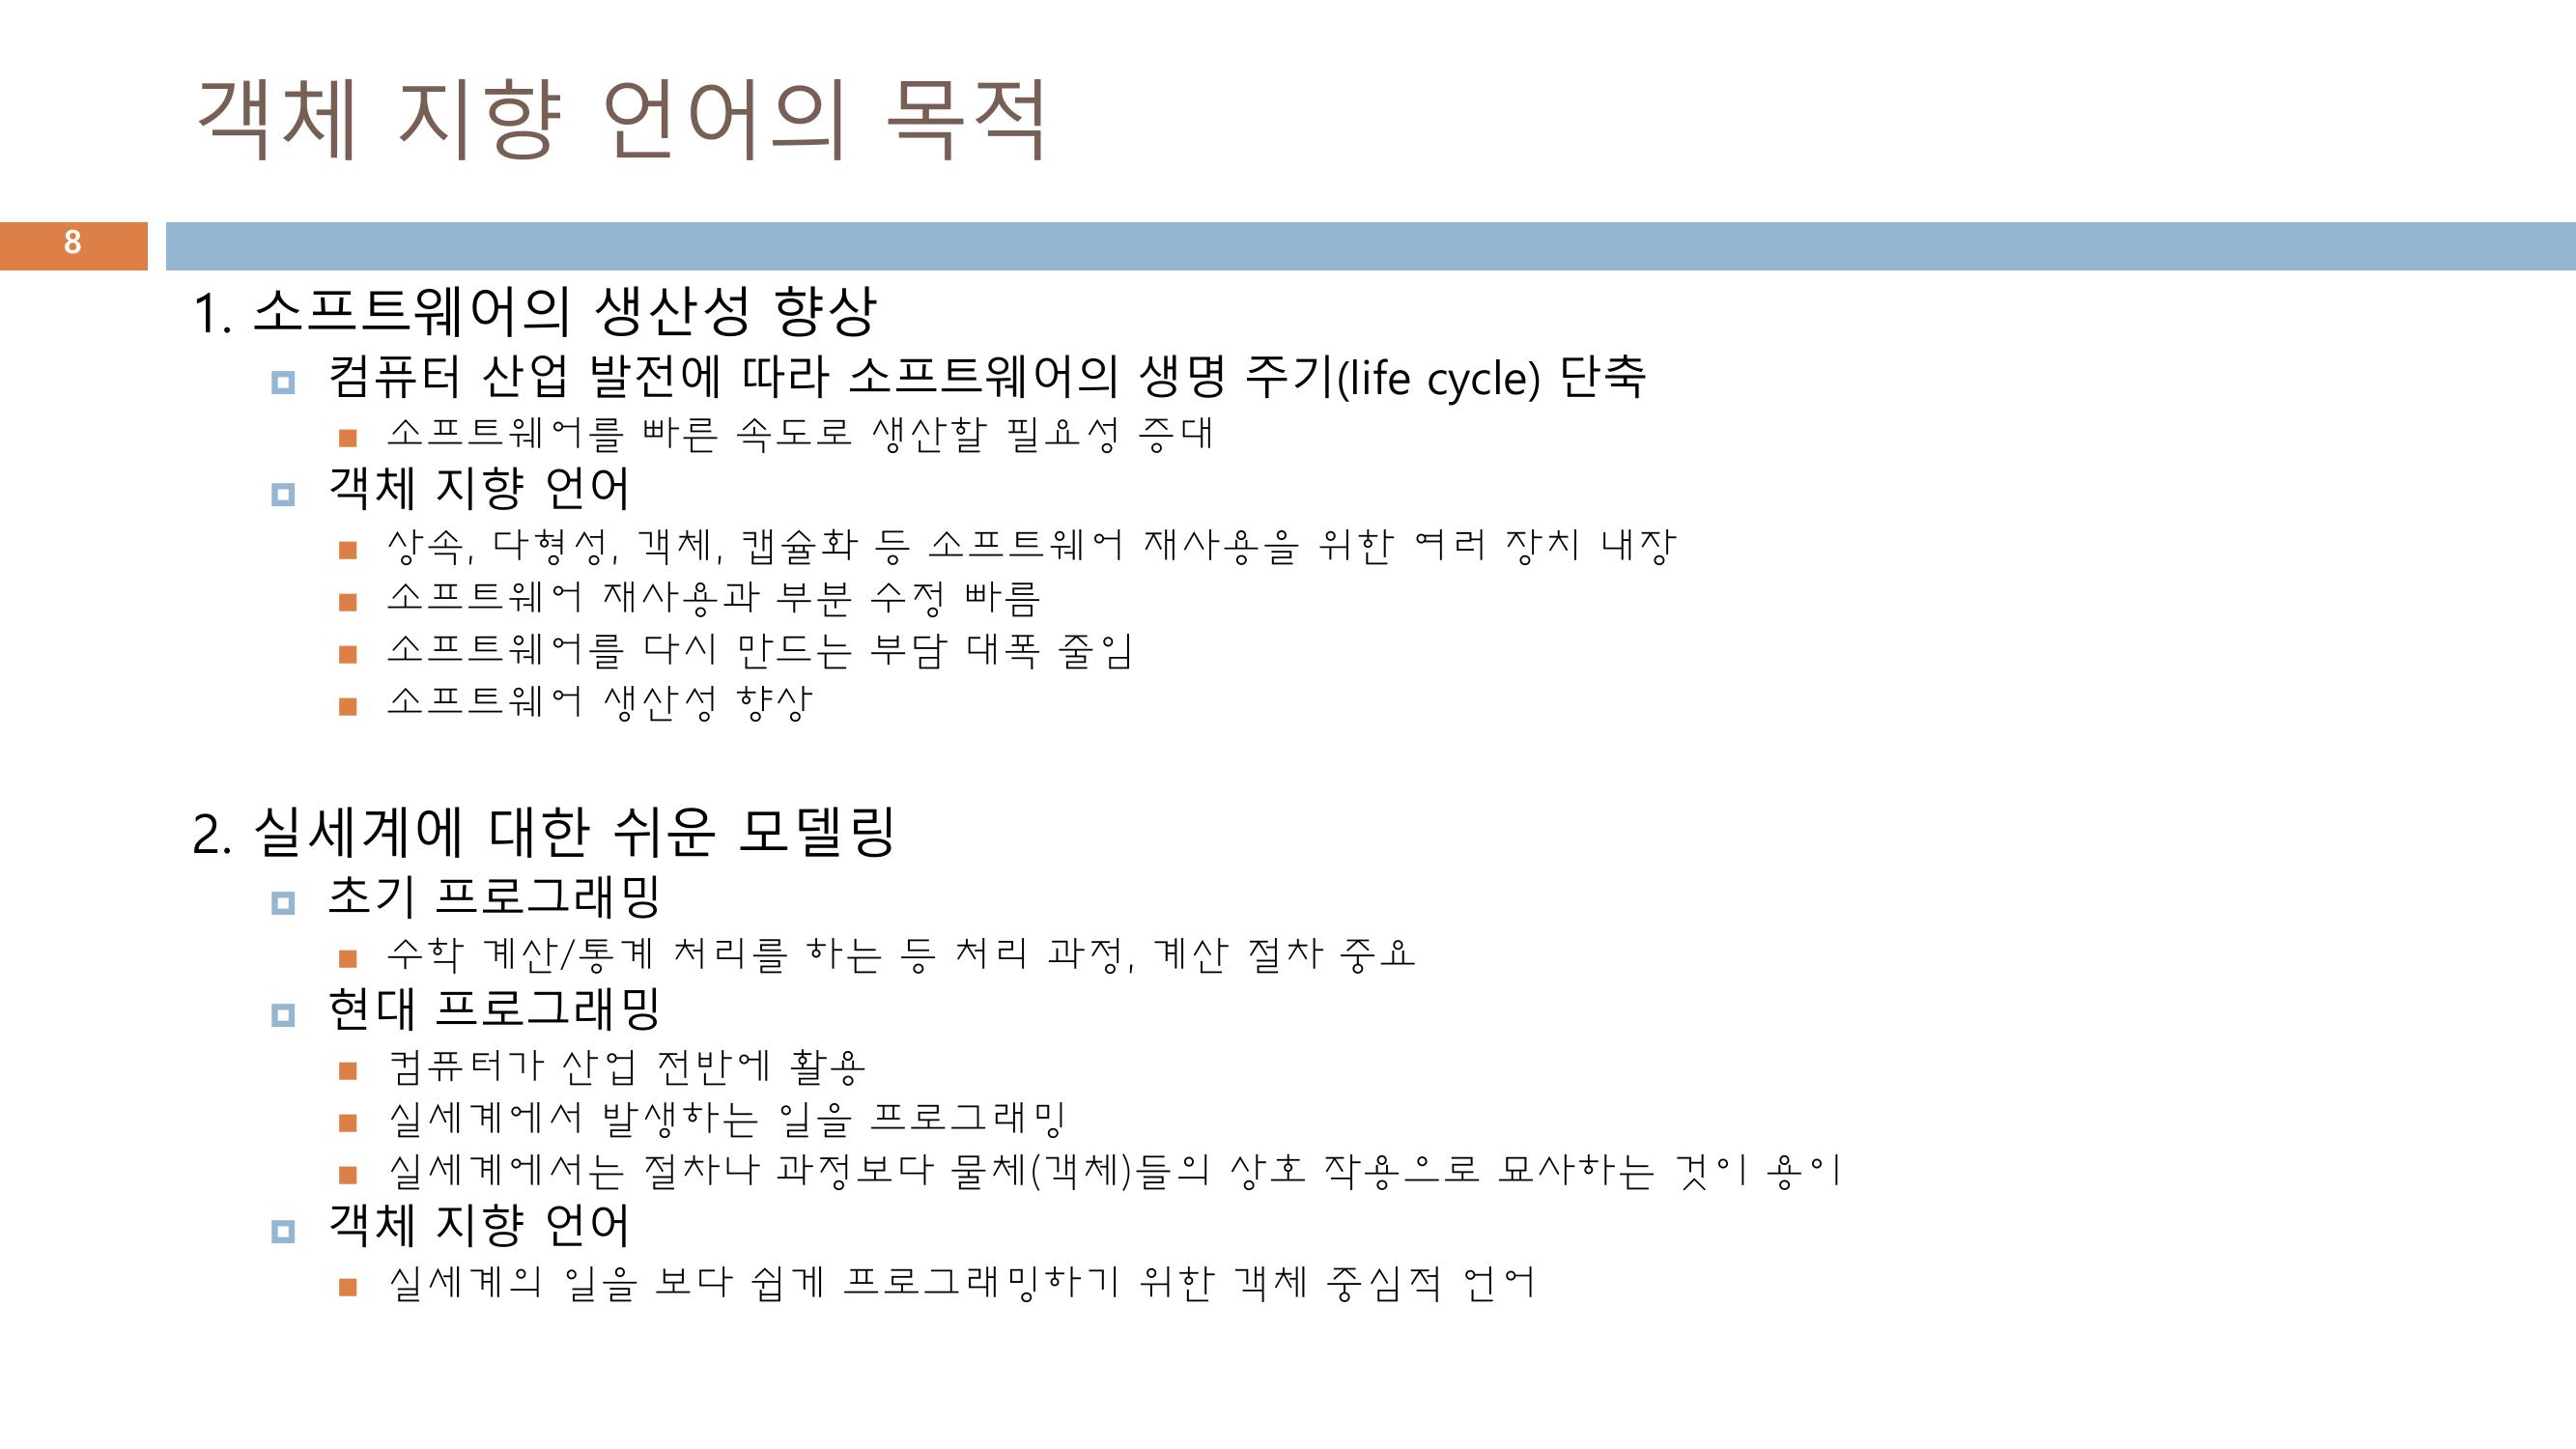 객체 지향 언어의 목적
8
1. 소프트웨어의 생산성 향상
컴퓨터 산업 발전에 따라 소프트웨어의 생명 주기(life cycle) 단축
소프트웨어를 빠른 속도로 생산할 필요성 증대
객체 지향 언어
상속, 다형성, 객체, 캡슐화 등 소프트웨어 재사용을 위한 여러 장치 내장
소프트웨어 재사용과 부분 수정 빠름
소프트웨어를 다시 만드는 부담 대폭 줄임
소프트웨어 생산성 향상
2. 실세계에 대한 쉬운 모델링
초기 프로그래밍
수학 계산/통계 처리를 하는 등 처리 과정, 계산 절차 중요
현대 프로그래밍
컴퓨터가 산업 전반에 활용
실세계에서 발생하는 일을 프로그래밍
실세계에서는 절차나 과정보다 물체(객체)들의 상호 작용으로 묘사하는 것이 용이
객체 지향 언어
실세계의 일을 보다 쉽게 프로그래밍하기 위한 객체 중심적 언어